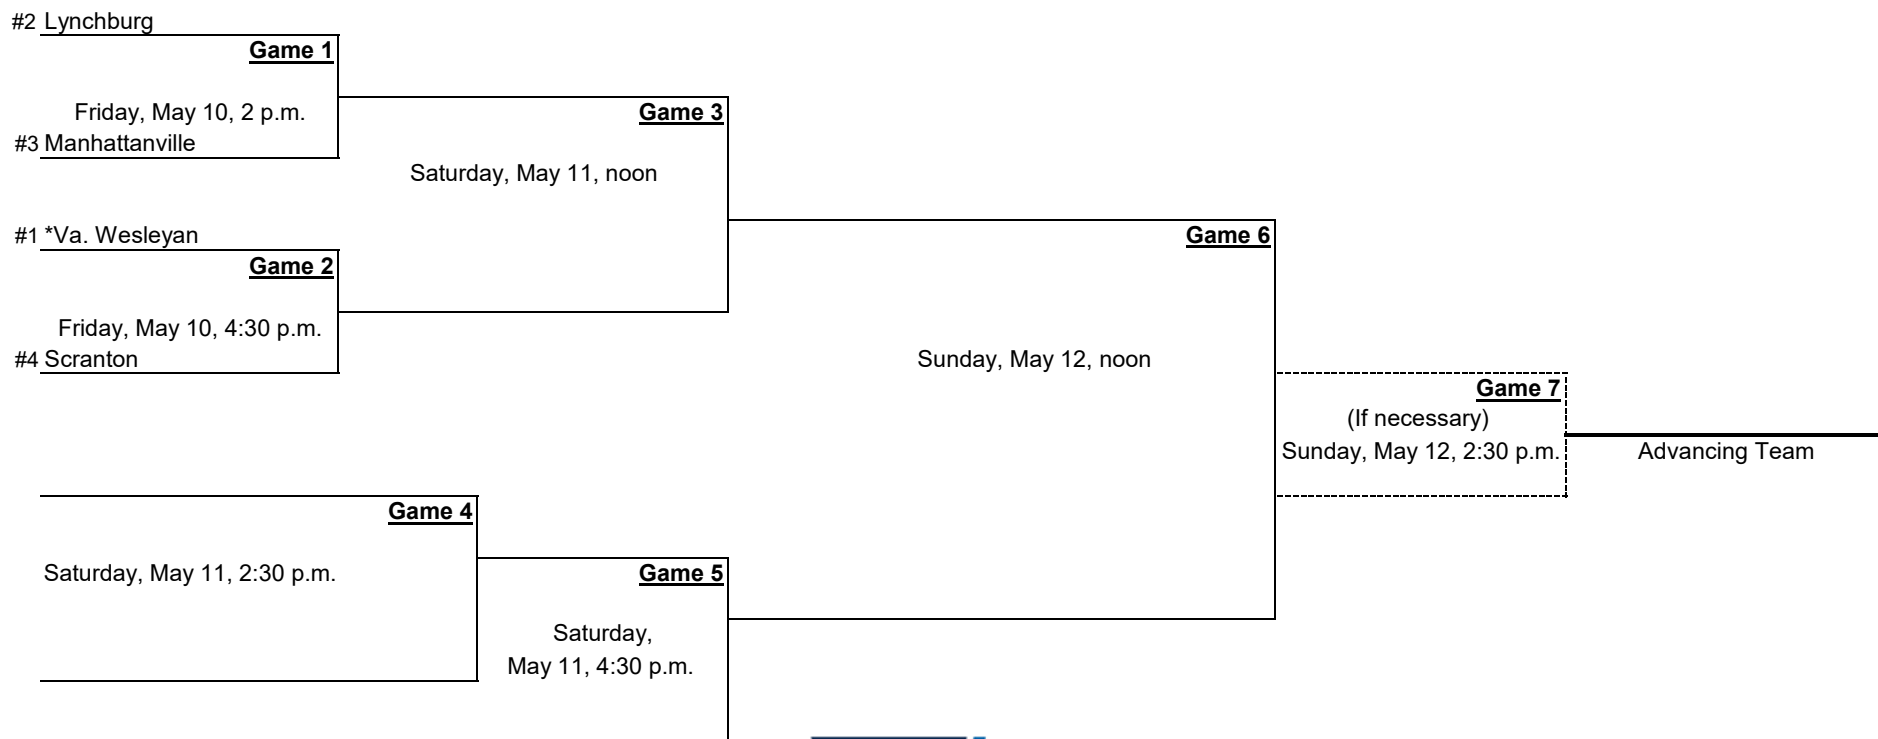 #2 Lynchburg
Game 1
Friday, May 10, 2 p.m.
#3 Manhattanville
Game 3
Saturday, May 11, noon
#1 *Va. Wesleyan
Game 2
Friday, May 10, 4:30 p.m.
#4 Scranton
Game 6
Sunday, May 12, noon
Game 7
(If necessary)
Sunday, May 12, 2:30 p.m.
Advancing Team
Game 4
Saturday, May 11, 2:30 p.m.
Game 5
Saturday,
May 11, 4:30 p.m.